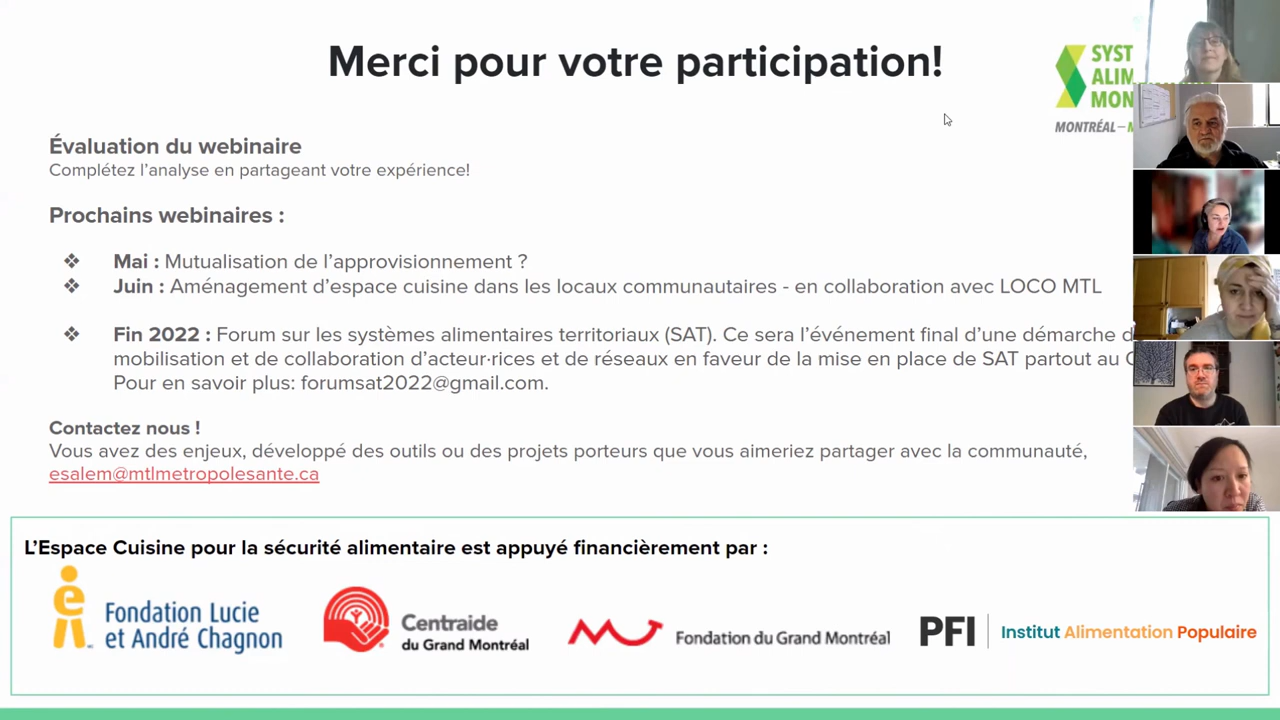 Merci pour votre participation!
SYST
ALIM
MON
MONTRÉAL—
Évaluation du webinaire
Complétez l’analyse en partageant votre expérience!
Prochains webinaires :
❖ Mai : Mutualisation de l’approvisionnement ?
❖ Juin : Aménagement d’espace cuisine dans les locaux communautaires - en collaboration avec LOCO MTL
❖ Fin 2022 : Forum sur les systèmes alimentaires territoriaux (SAT). Ce sera l’événement final d’une démarche d
mobilisation et de collaboration d’acteur·rices et de réseaux en faveur de la mise en place de SAT partout au
Pour en savoir plus: forumsat2022@gmail.com.
Contactez nous !
Vous avez des enjeux, développé des outils ou des projets porteurs que vous aimeriez partager avec la communauté,
esalem@mtlmetropolesante.ca
L’Espace Cuisine pour la sécurité alimentaire est appuyé financièrement par :
Fondation Lucie
et André Chagnon
Centraide
du Grand Montréal
Fondation du Grand Montréal
PFI | Institut Alimentation Populaire